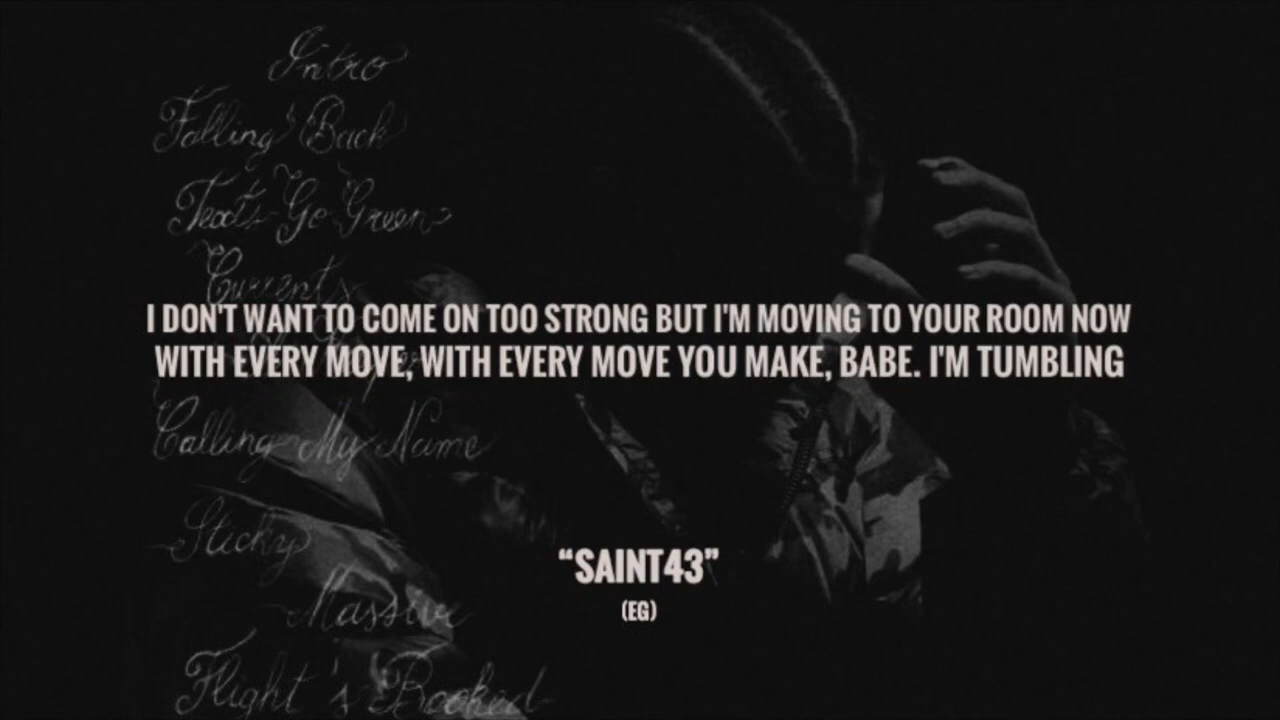 Intro
Falling Back
Texts Go Green
Currents
I DON'T WANT TO COME ON TOO STRONG BUT I'M MOVING TO YOUR ROOM NOW
WITH EVERY MOVE, WITH EVERY MOVE YOU MAKE, BABE. I'M TUMBLING
Calling My Name
Sticky
Massive
Flight's Booked
“SAINT43”
(EG)